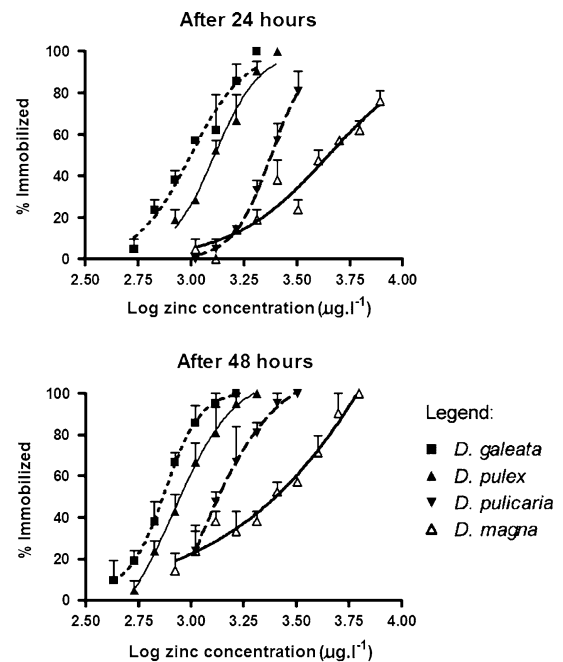 After 24 hours
100
80
60
40
20
0
% Immobilized
2.50 2.75 3.00 3.25 3.50 3.75 4.00
Log zinc concentration (µg.l⁻¹)
After 48 hours
100
80
60
40
20
0
% Immobilized
2.50 2.75 3.00 3.25 3.50 3.75 4.00
Log zinc concentration (µg.l⁻¹)
Legend:
D. galeata
D. pulex
D. pulicaria
D. magna